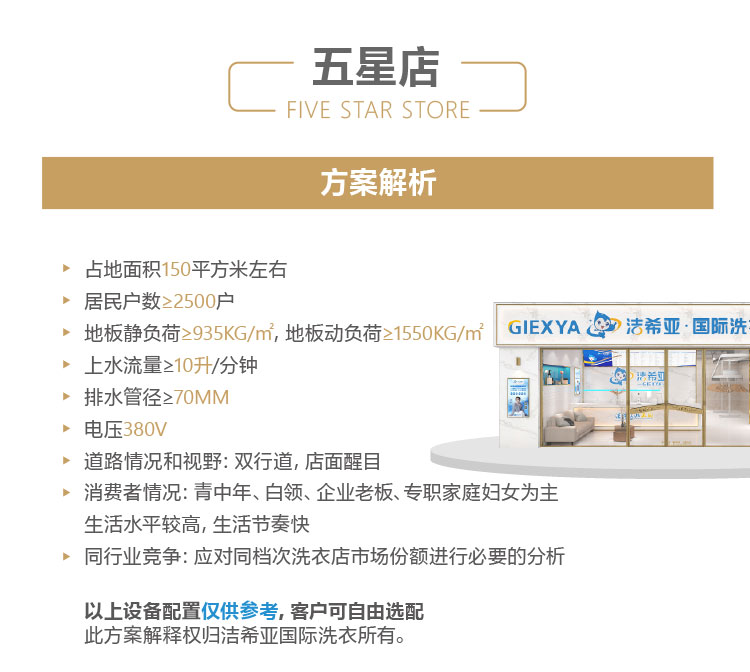 五星店
FIVE STAR STORE
方案解析
占地面积150平方米左右
居民户数≥2500户
地板静负荷≥935KG/㎡, 地板动负荷≥1550KG/㎡
GIEXYA 洁希亚·国际洗衣
上水流量≥10升/分钟
洁希亚
排水管径≥70MM
电压380V
道路情况和视野: 双行道, 店面醒目
消费者情况: 青中年、白领、企业老板、专职家庭妇女为主
生活水平较高, 生活节奏快
同行业竞争: 应对同档次洗衣店市场份额进行必要的分析
以上设备配置仅供参考, 客户可自由选配
此方案解释权归洁希亚国际洗衣所有。